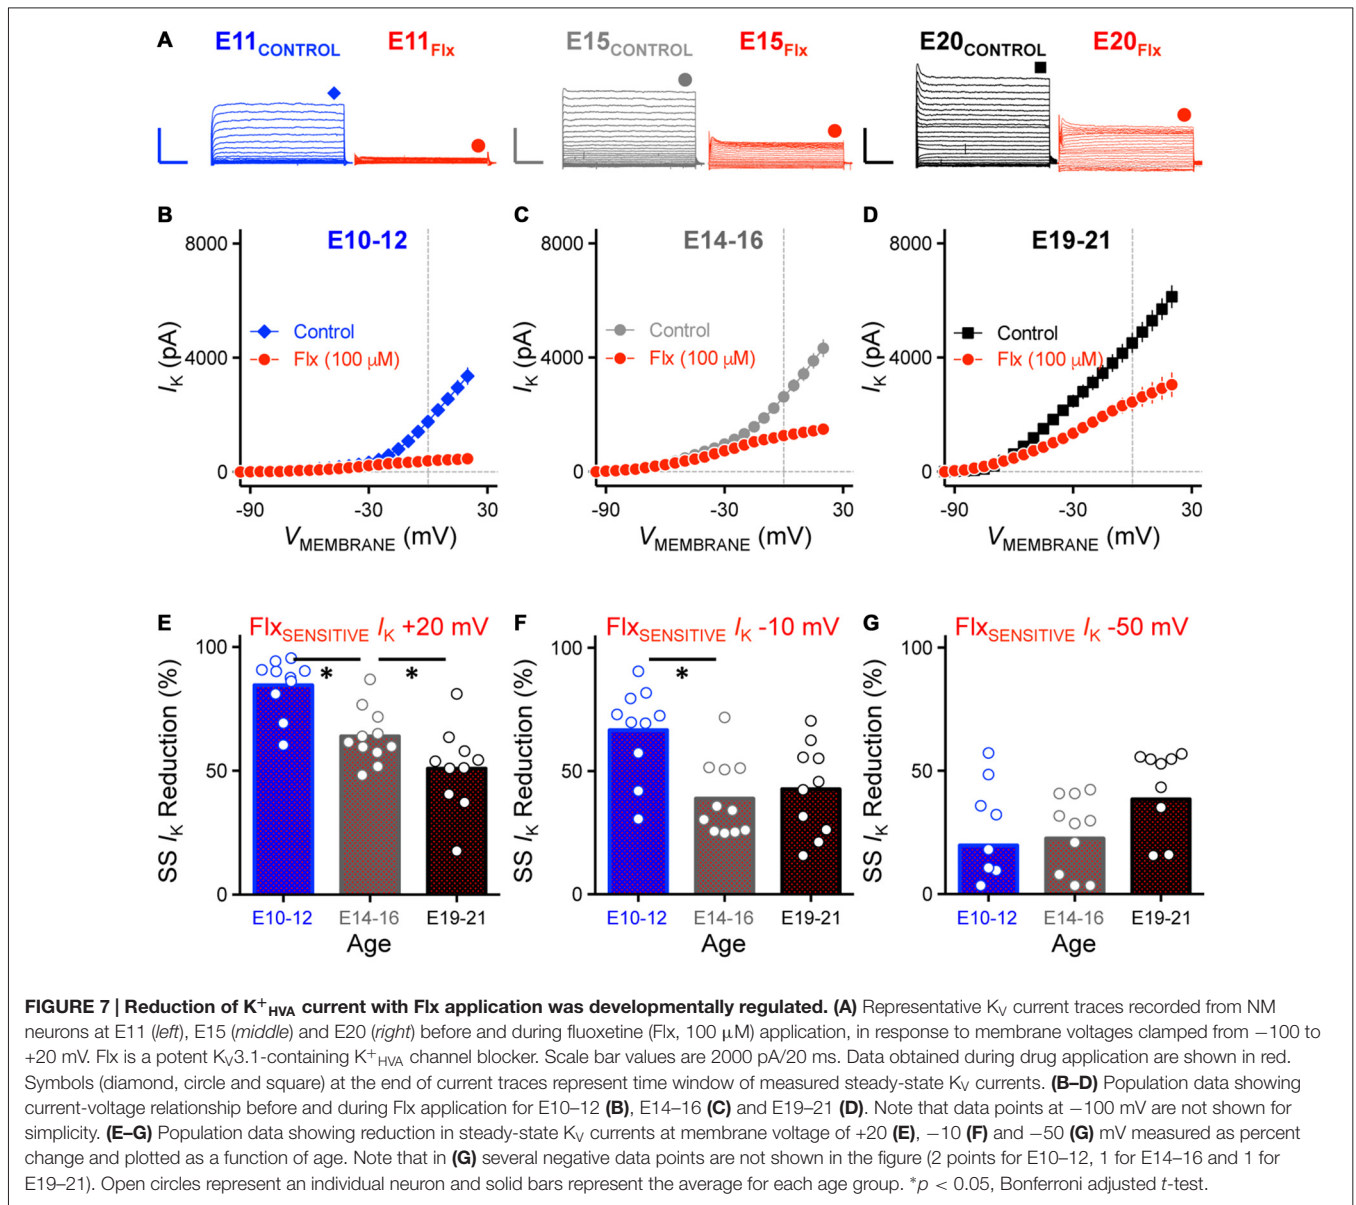 A
E11CONTROL E11Flx E15CONTROL E15Flx E20CONTROL E20Flx
B C D
8000 E10-12 8000 E14-16 8000 E19-21
Control Control Control
Flx (100 μM) Flx (100 μM) Flx (100 μM)
IK (pA) IK (pA) IK (pA)
4000 4000 4000
0 0 0
-90 -30 30 -90 -30 30 -90 -30 30
VMEMBRANE (mV) VMEMBRANE (mV) VMEMBRANE (mV)
E FlxSENSITIVE IK +20 mV F FlxSENSITIVE IK -10 mV G FlxSENSITIVE IK -50 mV
100 100 100
* * *
SS IK Reduction (%) SS IK Reduction (%) SS IK Reduction (%)
50 50 50
0 0 0
E10-12 E14-16 E19-21 E10-12 E14-16 E19-21 E10-12 E14-16 E19-21
Age Age Age
FIGURE 7 | Reduction of K+HVA current with Flx application was developmentally regulated. (A) Representative KV current traces recorded from NM
neurons at E11 (left), E15 (middle) and E20 (right) before and during fluoxetine (Flx, 100 μM) application, in response to membrane voltages clamped from −100 to
+20 mV. Flx is a potent KV3.1-containing K+HVA channel blocker. Scale bar values are 2000 pA/20 ms. Data obtained during drug application are shown in red.
Symbols (diamond, circle and square) at the end of current traces represent time window of measured steady-state KV currents. (B–D) Population data showing
current-voltage relationship before and during Flx application for E10–12 (B), E14–16 (C) and E19–21 (D). Note that data points at −100 mV are not shown for
simplicity. (E–G) Population data showing reduction in steady-state KV currents at membrane voltage of +20 (E), −10 (F) and −50 (G) mV measured as percent
change and plotted as a function of age. Note that in (G) several negative data points are not shown in the figure (2 points for E10–12, 1 for E14–16 and 1 for
E19–21). Open circles represent an individual neuron and solid bars represent the average for each age group. *p < 0.05, Bonferroni adjusted t-test.